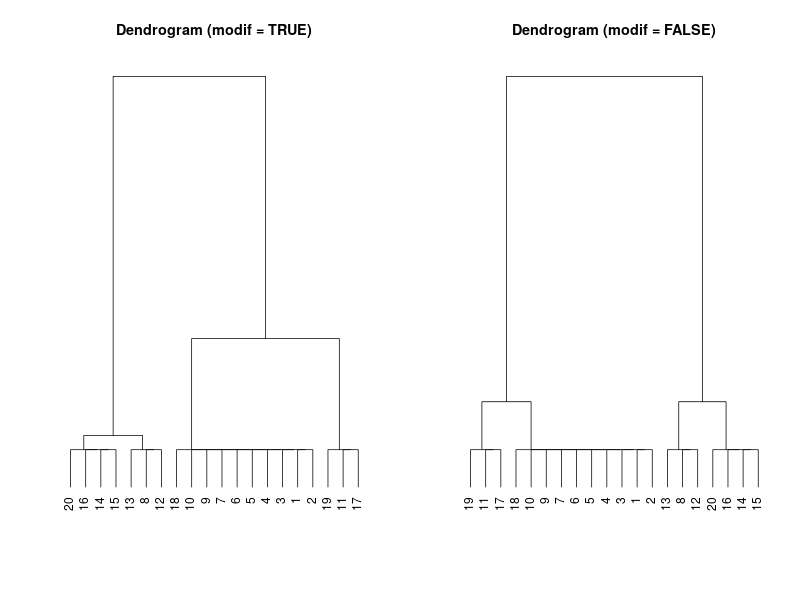 Dendrogram (modif = TRUE)
20 16 14 15 13 8 12 18 10 9 7 6 5 4 3 1 2 19 11 17
Dendrogram (modif = FALSE)
19 11 17 18 10 9 7 6 5 4 3 1 2 13 8 12 20 16 14 15